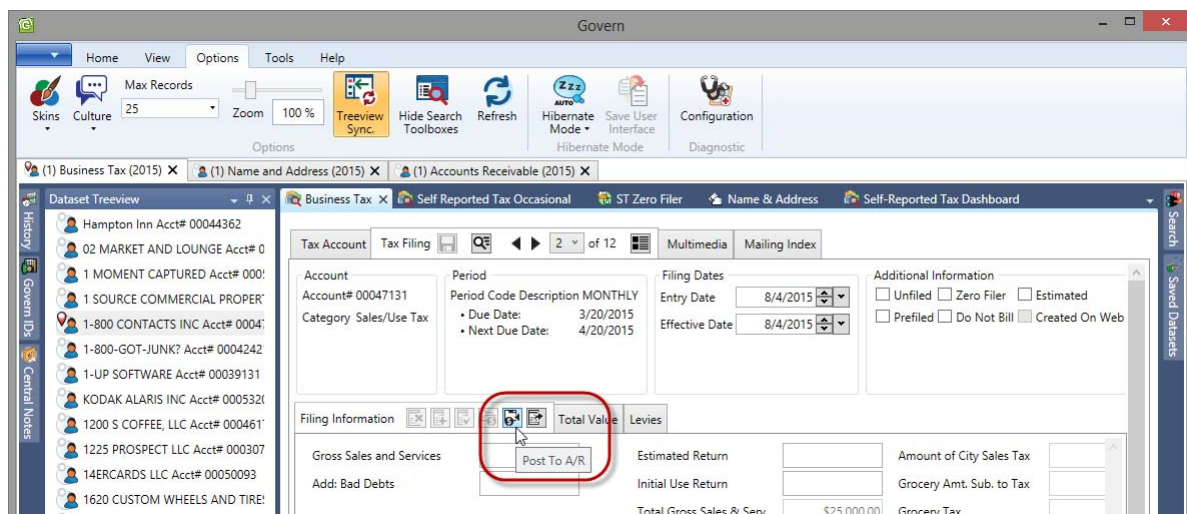 Govern
Home View Options Tools Help
Skins
Culture
Max Records
25
Zoom 100 %
Treeview Sync.
Hide Search Toolboxes
Refresh
Zzz
AUTO
Hibernate Mode
Save User Interface
Configuration
Options Hibernate Mode Diagnostic
(1) Business Tax (2015) X (1) Name and Address (2015) X (1) Accounts Receivable (2015) X
History
Govern IDs
Central Notes
Dataset Treeview
Hampton Inn Acct# 00044362
02 MARKET AND LOUNGE Acct# 0
1 MOMENT CAPTURED Acct# 000
1 SOURCE COMMERCIAL PROPER
1-800 CONTACTS INC Acct# 0004
1-800-GOT-JUNK? Acct# 0004242
1-UP SOFTWARE Acct# 00039131
KODAK ALARIS INC Acct# 000532
1200 S COFFEE, LLC Acct# 000461
1225 PROSPECT LLC Acct# 000307
14ERCARDS LLC Acct# 00050093
1620 CUSTOM WHEELS AND TIRE
Business Tax X Self Reported Tax Occasional ST Zero Filer Name & Address Self-Reported Tax Dashboard
Search
Saved Datasets
Tax Account Tax Filing 2 of 12 Multimedia Mailing Index
Account
Account# 00047131
Category Sales/Use Tax
Period
Period Code Description MONTHLY
• Due Date: 3/20/2015
• Next Due Date: 4/20/2015
Filing Dates
Entry Date 8/4/2015
Effective Date 8/4/2015
Additional Information
Unfiled Zero Filer Estimated
Prefiled Do Not Bill Created On Web
Filing Information Total Value Levies
Post To A/R
Gross Sales and Services Estimated Return Amount of City Sales Tax
Add: Bad Debts Initial Use Return Grocery Amt. Sub. to Tax
Total Gross Sales & Serv $25,000.00 Grocery Tax